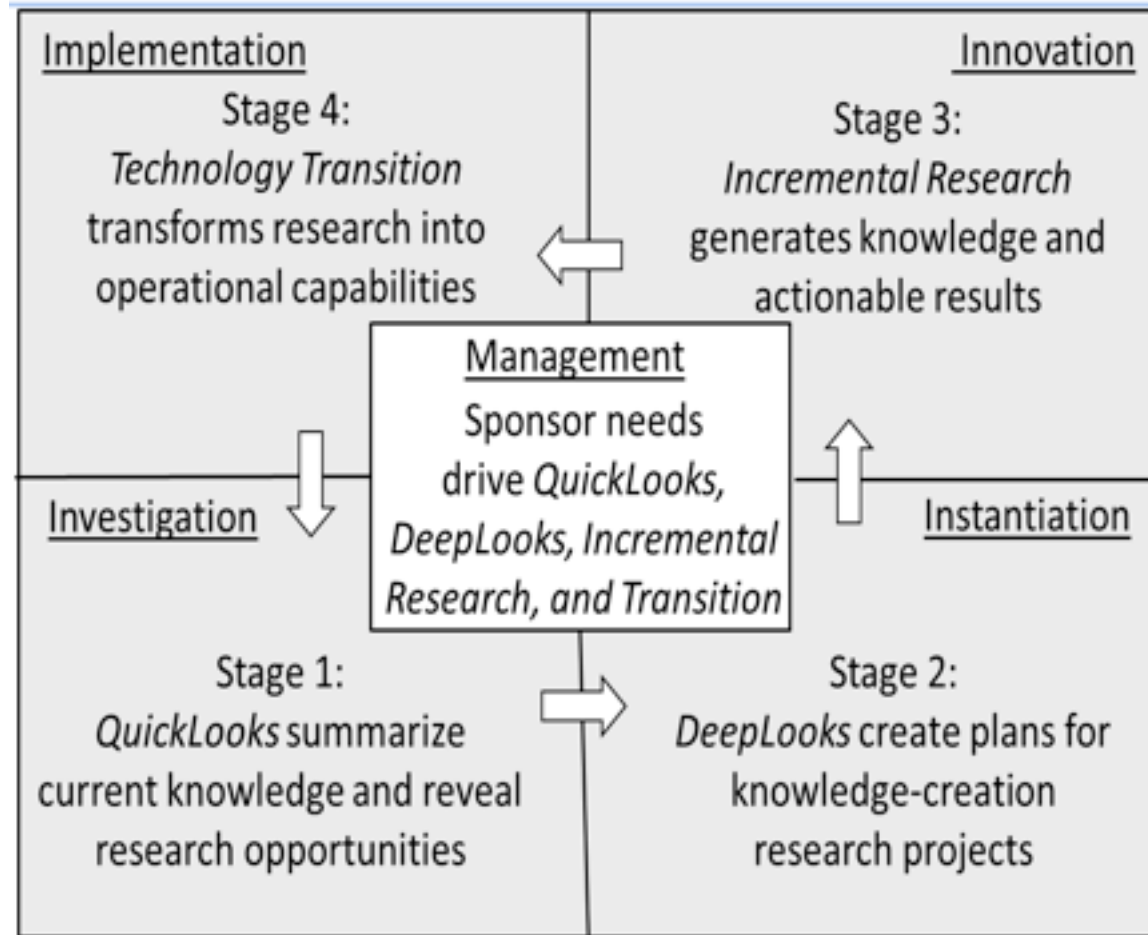 Implementation
Stage 4:
Technology Transition
transforms research into
operational capabilities
Innovation
Stage 3:
Incremental Research
generates knowledge and
actionable results
Management
Sponsor needs
drive QuickLooks,
DeepLooks, Incremental
Research, and Transition
Investigation
Stage 1:
QuickLooks summarize
current knowledge and reveal
research opportunities
Instantiation
Stage 2:
DeepLooks create plans for
knowledge-creation
research projects